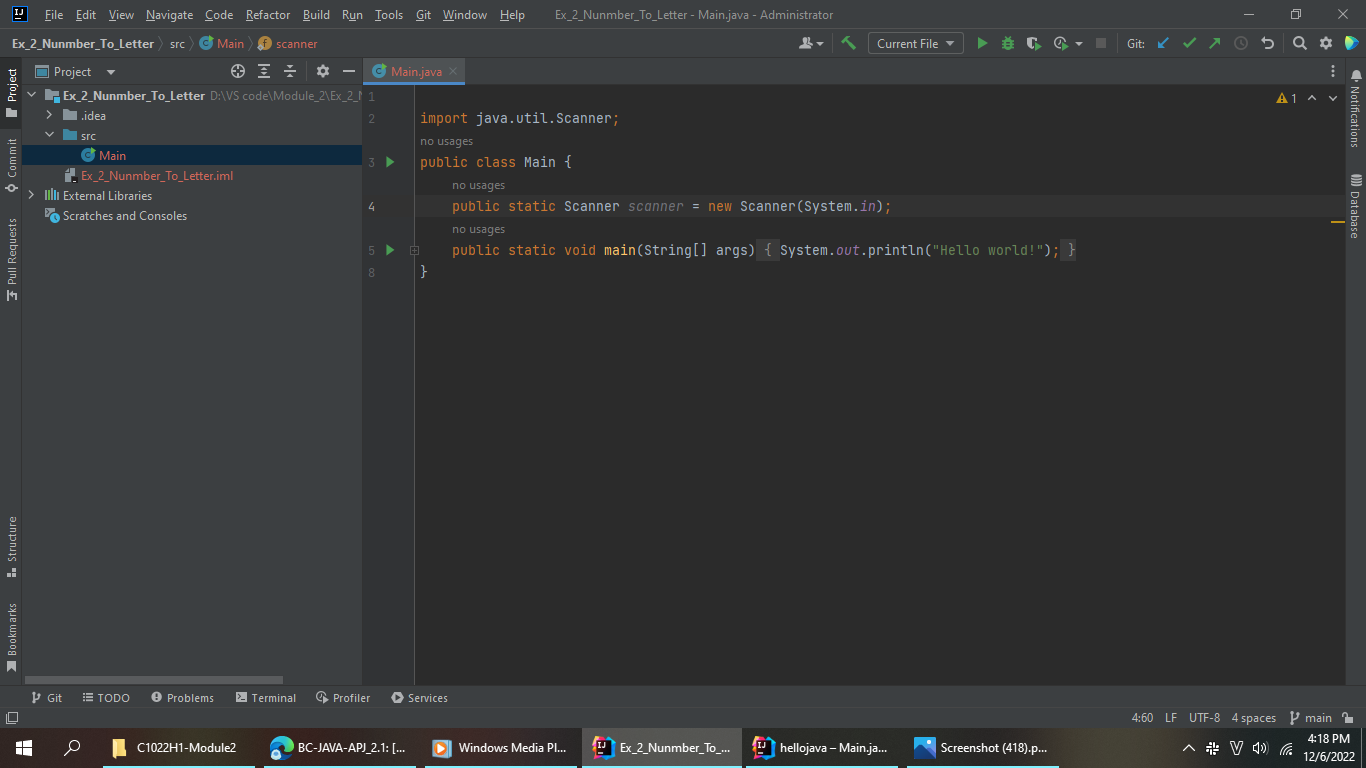 File Edit View Navigate Code Refactor Build Run Tools Git Window Help Ex_2_Nunmber_To_Letter - Main.java - Administrator
Ex_2_Nunmber_To_Letter src Main scanner Current File Git:
Project
Project
Main.java
Ex_2_Nunmber_To_Letter D:\VS code\Module_2\Ex_2_N
.idea
src
Main
Ex_2_Nunmber_To_Letter.iml
External Libraries
Scratches and Consoles
Commit
Pull Requests
Structure
Bookmarks
1
1
2 import java.util.Scanner;
no usages
3 public class Main {
no usages
4 public static Scanner scanner = new Scanner(System.in);
no usages
5 public static void main(String[] args) { System.out.println("Hello world!"); }
8 }
Notifications
Database
Git TODO Problems Terminal Profiler Services
4:60 LF UTF-8 4 spaces main
C1022H1-Module2 BC-JAVA-APJ_2.1: [... Windows Media Pl... Ex_2_Nunmber_To_... hellojava – Main.ja... Screenshot (418).p...
4:18 PM
12/6/2022